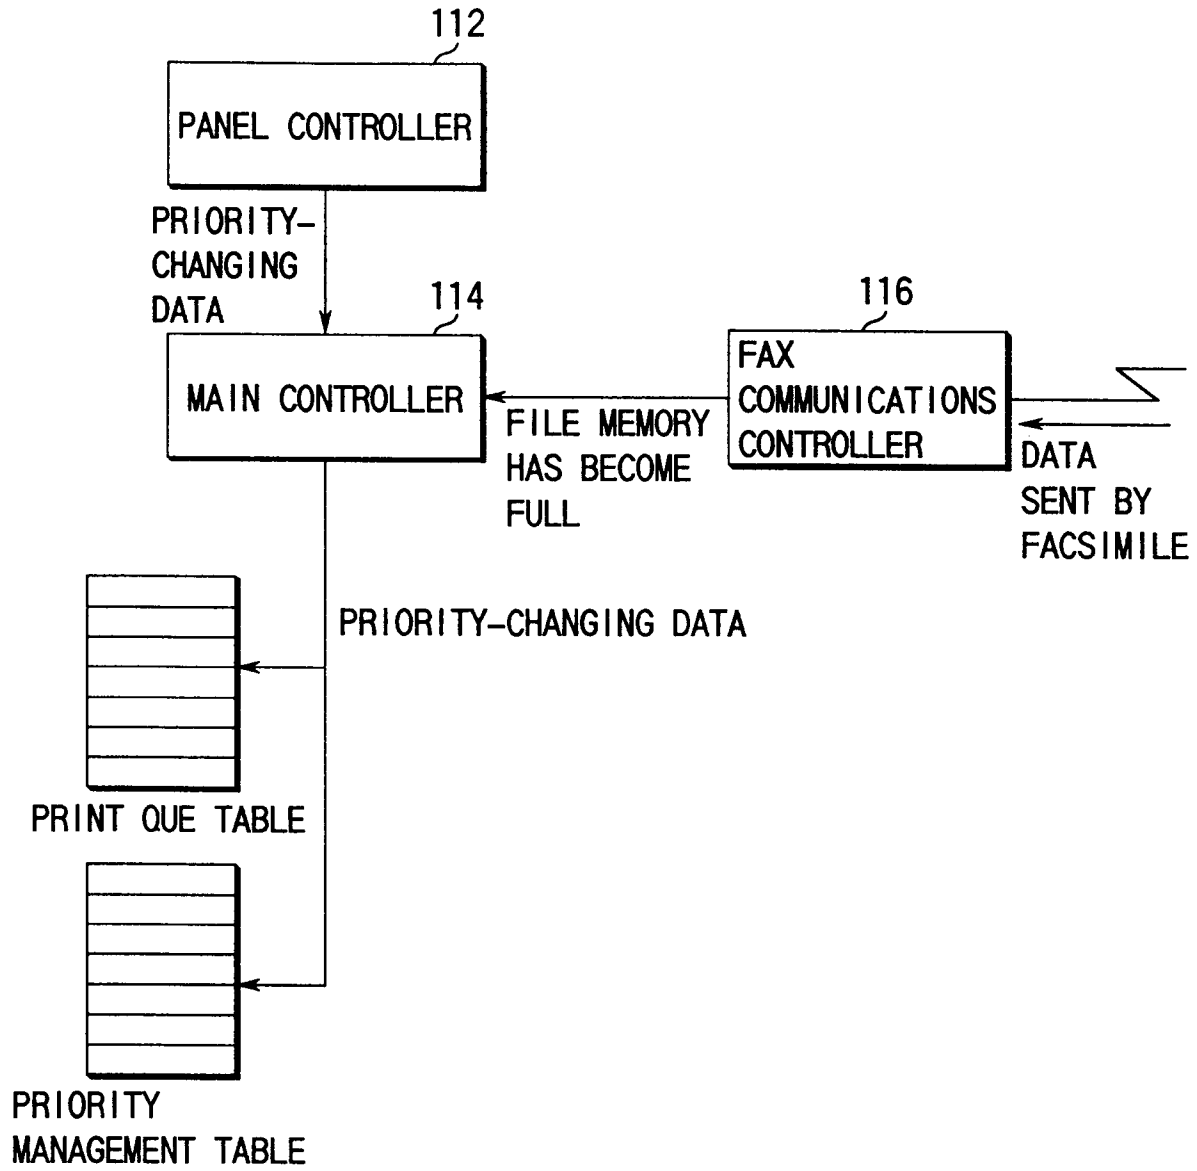 112
PANEL CONTROLLER
PRIORITY-
CHANGING
DATA
114
MAIN CONTROLLER
116
FAX
COMMUNICATIONS
CONTROLLER
FILE MEMORY
HAS BECOME
FULL
DATA
SENT BY
FACSIMILE
PRIORITY-CHANGING DATA
PRINT QUE TABLE
PRIORITY
MANAGEMENT TABLE